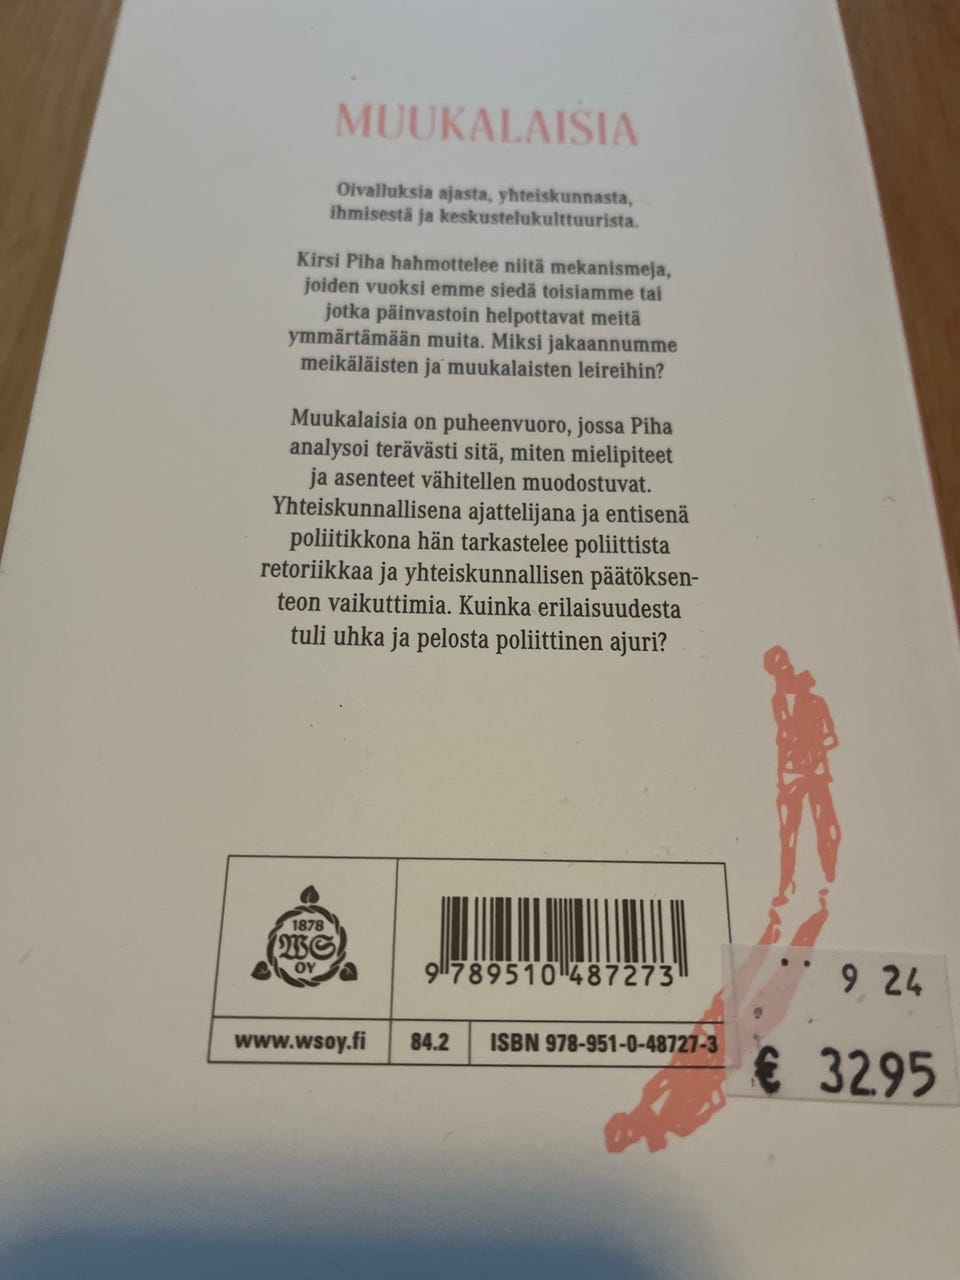 MUUKALAISIA
Oivalluksia ajasta, yhteiskunnasta,
ihmisestä ja keskustelukulttuurista.
Kirsi Piha hahmottelee niitä mekanismeja,
joiden vuoksi emme siedä toisiamme tai
jotka päinvastoin helpottavat meitä
ymmärtämään muita. Miksi jakaannumme
meikäläisten ja muukalaisten leireihin?
Muukalaisia on puheenvuoro, jossa Piha
analysoi terävästi sitä, miten mielipiteet
ja asenteet vähitellen muodostuvat.
Yhteiskunnallisena ajattelijana ja entisenä
poliitikkona hän tarkastelee poliittista
retoriikkaa ja yhteiskunnallisen päätöksen-
teon vaikuttimia. Kuinka erilaisuudesta
tuli uhka ja pelosta poliittinen ajuri?
1878
WS
OY
9 789510 487273
www.wsoy.fi
84.2
ISBN 978-951-0-48727-3
9 24
€ 32.95